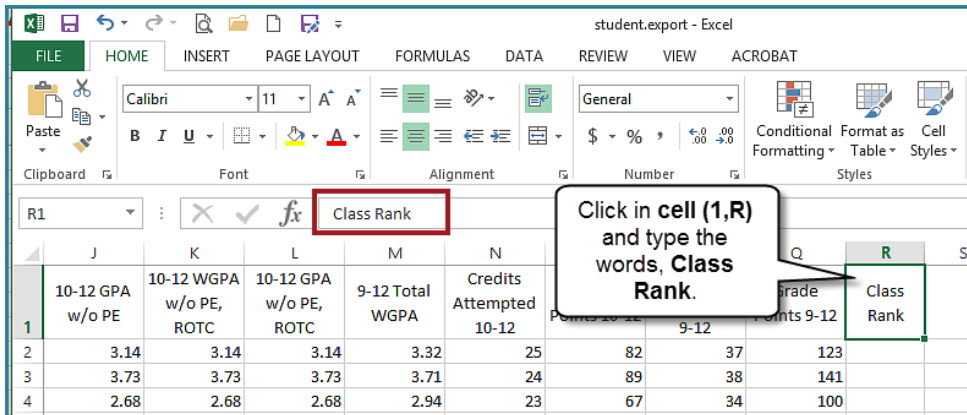 student.export - Excel
FILE HOME INSERT PAGE LAYOUT FORMULAS DATA REVIEW VIEW ACROBAT
Calibri 11 General
Paste B I U $ % , Conditional Format as Cell
Formatting Table Styles
Clipboard Font Alignment Number Styles
R1 fx Class Rank
Click in cell (1,R)
and type the
words, Class
Rank.
J K L M N Q R S
1
10-12 GPA
w/o PE
10-12 WGPA
w/o PE,
ROTC
10-12 GPA
w/o PE,
ROTC
9-12 Total
WGPA
Credits
Attempted
10-12
9-12
Grade
Points 9-12
Class
Rank
2 3.14 3.14 3.14 3.32 25 82 37 123
3 3.73 3.73 3.73 3.71 24 89 38 141
4 2.68 2.68 2.68 2.94 23 67 34 100